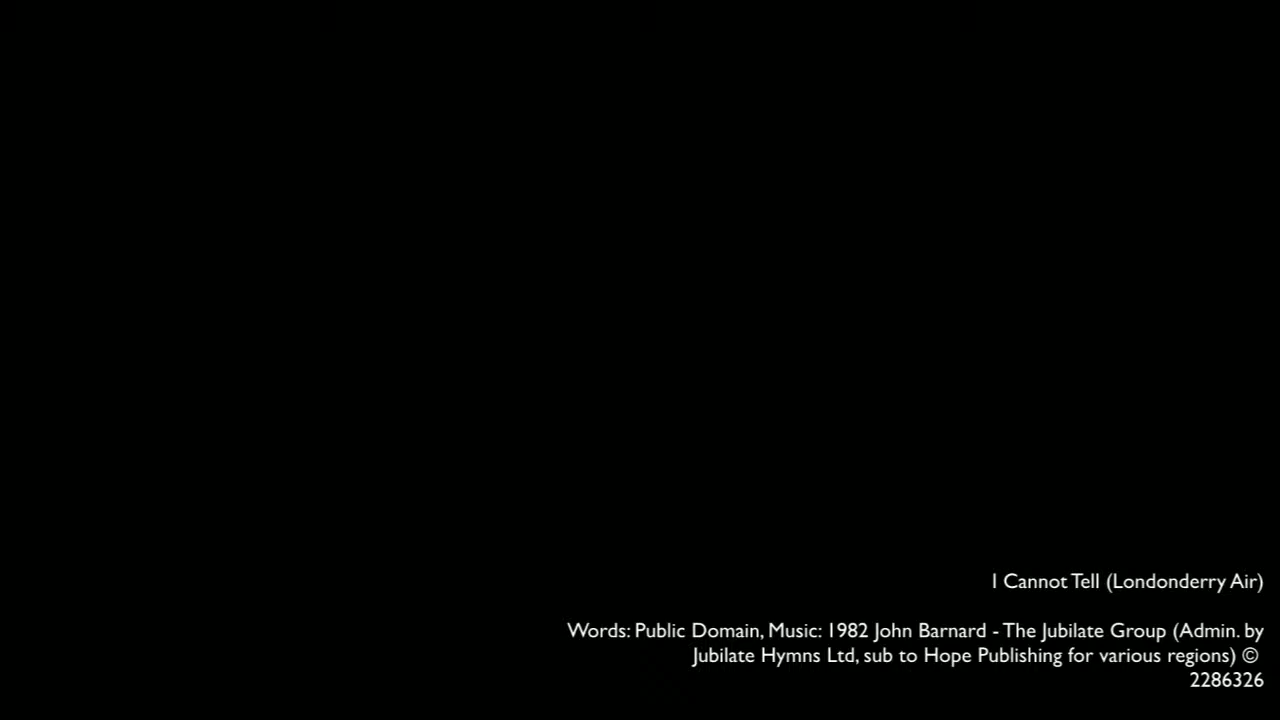 I Cannot Tell (Londonderry Air)
Words: Public Domain, Music: 1982 John Barnard - The Jubilate Group (Admin. by
Jubilate Hymns Ltd, sub to Hope Publishing for various regions) ©
2286326